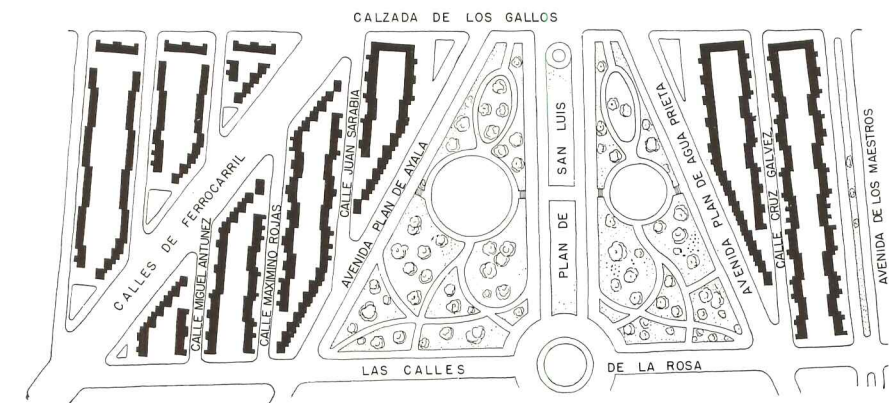 CALZADA DE LOS GALLOS
CALLES DE FERROCARRIL
CALLE MIGUEL ANTUNEZ
CALLE MAXIMINO ROJAS
CALLE JUAN SARABIA
AVENIDA PLAN DE AYALA
PLAN DE SAN LUIS
AVENIDA PLAN DE AGUA PRIETA
CALLE CRUZ GALVEZ
AVENIDA DE LOS MAESTROS
LAS CALLES DE LA ROSA